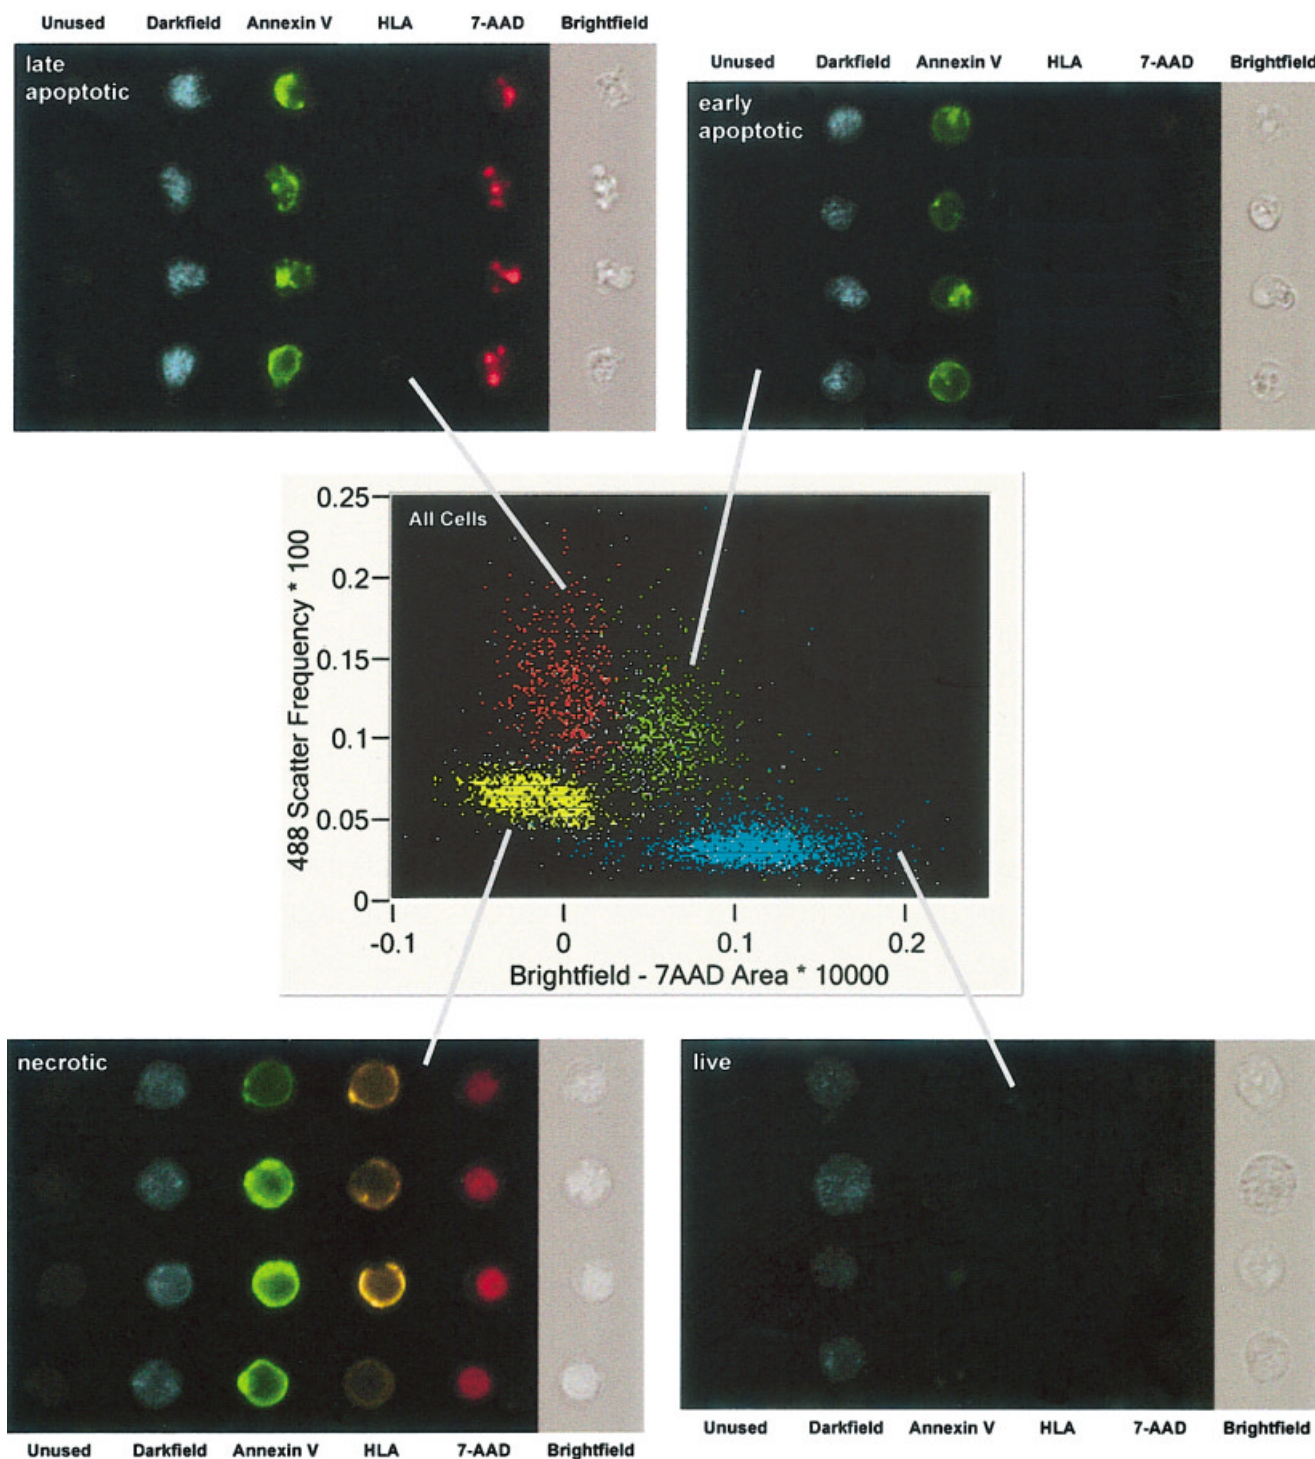 Unused Darkfield Annexin V HLA 7-AAD Brightfield
late
apoptotic
Unused Darkfield Annexin V HLA 7-AAD Brightfield
early
apoptotic
All Cells
488 Scatter Frequency * 100
0.25
0.2
0.15
0.1
0.05
0
-0.1 0 0.1 0.2
Brightfield - 7AAD Area * 10000
necrotic
Unused Darkfield Annexin V HLA 7-AAD Brightfield
live
Unused Darkfield Annexin V HLA 7-AAD Brightfield